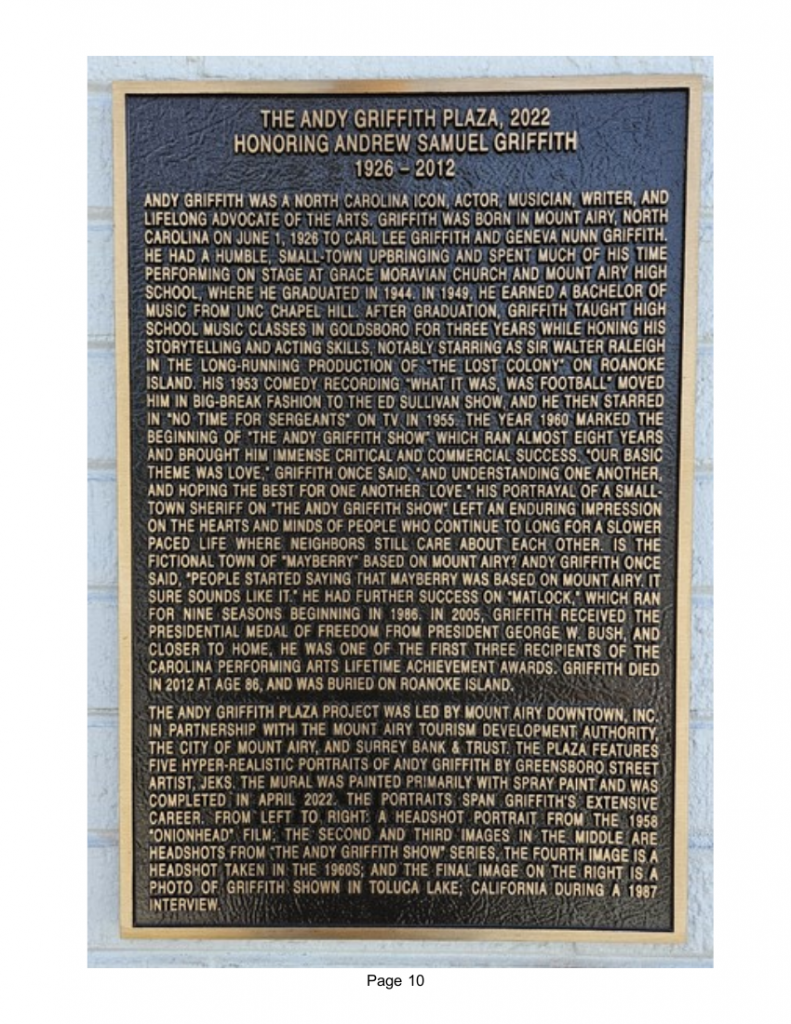 THE ANDY GRIFFITH PLAZA, 2022
HONORING ANDREW SAMUEL GRIFFITH
1926 – 2012
ANDY GRIFFITH WAS A NORTH CAROLINA ICON, ACTOR, MUSICIAN, WRITER, AND
LIFELONG ADVOCATE OF THE ARTS. GRIFFITH WAS BORN IN MOUNT AIRY, NORTH
CAROLINA ON JUNE 1, 1926 TO CARL LEE GRIFFITH AND GENEVA NUNN GRIFFITH.
HE HAD A HUMBLE, SMALL-TOWN UPBRINGING AND SPENT MUCH OF HIS TIME
PERFORMING ON STAGE AT GRACE MORAVIAN CHURCH AND MOUNT AIRY HIGH
SCHOOL, WHERE HE GRADUATED IN 1944. IN 1949, HE EARNED A BACHELOR OF
MUSIC FROM UNC CHAPEL HILL. AFTER GRADUATION, GRIFFITH TAUGHT HIGH
SCHOOL MUSIC CLASSES IN GOLDSBORO FOR THREE YEARS WHILE HONING HIS
STORYTELLING AND ACTING SKILLS, NOTABLY STARRING AS SIR WALTER RALEIGH
IN THE LONG-RUNNING PRODUCTION OF "THE LOST COLONY" ON ROANOKE
ISLAND. HIS 1953 COMEDY RECORDING "WHAT IT WAS, WAS FOOTBALL" MOVED
HIM IN BIG-BREAK FASHION TO THE ED SULLIVAN SHOW, AND HE THEN STARRED
IN "NO TIME FOR SERGEANTS" ON TV IN 1955. THE YEAR 1960 MARKED THE
BEGINNING OF "THE ANDY GRIFFITH SHOW" WHICH RAN ALMOST EIGHT YEARS
AND BROUGHT HIM IMMENSE CRITICAL AND COMMERCIAL SUCCESS. "OUR BASIC
THEME WAS LOVE," GRIFFITH ONCE SAID, "AND UNDERSTANDING ONE ANOTHER,
AND HOPING THE BEST FOR ONE ANOTHER. LOVE." HIS PORTRAYAL OF A SMALL-
TOWN SHERIFF ON "THE ANDY GRIFFITH SHOW" LEFT AN ENDURING IMPRESSION
ON THE HEARTS AND MINDS OF PEOPLE WHO CONTINUE TO LONG FOR A SLOWER
PACED LIFE WHERE NEIGHBORS STILL CARE ABOUT EACH OTHER. IS THE
FICTIONAL TOWN OF "MAYBERRY" BASED ON MOUNT AIRY? ANDY GRIFFITH ONCE
SAID, "PEOPLE STARTED SAYING THAT MAYBERRY WAS BASED ON MOUNT AIRY. IT
SURE SOUNDS LIKE IT." HE HAD FURTHER SUCCESS ON "MATLOCK," WHICH RAN
FOR NINE SEASONS BEGINNING IN 1986. IN 2005, GRIFFITH RECEIVED THE
PRESIDENTIAL MEDAL OF FREEDOM FROM PRESIDENT GEORGE W. BUSH, AND
CLOSER TO HOME, HE WAS ONE OF THE FIRST THREE RECIPIENTS OF THE
CAROLINA PERFORMING ARTS LIFETIME ACHIEVEMENT AWARDS. GRIFFITH DIED
IN 2012 AT AGE 86, AND WAS BURIED ON ROANOKE ISLAND.
THE ANDY GRIFFITH PLAZA PROJECT WAS LED BY MOUNT AIRY DOWNTOWN, INC.
IN PARTNERSHIP WITH THE MOUNT AIRY TOURISM DEVELOPMENT AUTHORITY,
THE CITY OF MOUNT AIRY, AND SURREY BANK & TRUST. THE PLAZA FEATURES
FIVE HYPER-REALISTIC PORTRAITS OF ANDY GRIFFITH BY GREENSBORO STREET
ARTIST, JEKS. THE MURAL WAS PAINTED PRIMARILY WITH SPRAY PAINT AND WAS
COMPLETED IN APRIL 2022. THE PORTRAITS SPAN GRIFFITH'S EXTENSIVE
CAREER. FROM LEFT TO RIGHT: A HEADSHOT PORTRAIT FROM THE 1958
"ONIONHEAD" FILM; THE SECOND AND THIRD IMAGES IN THE MIDDLE ARE
HEADSHOTS FROM "THE ANDY GRIFFITH SHOW" SERIES, THE FOURTH IMAGE IS A
HEADSHOT TAKEN IN THE 1960S; AND THE FINAL IMAGE ON THE RIGHT IS A
PHOTO OF GRIFFITH SHOWN IN TOLUCA LAKE, CALIFORNIA DURING A 1987
INTERVIEW.
Page 10